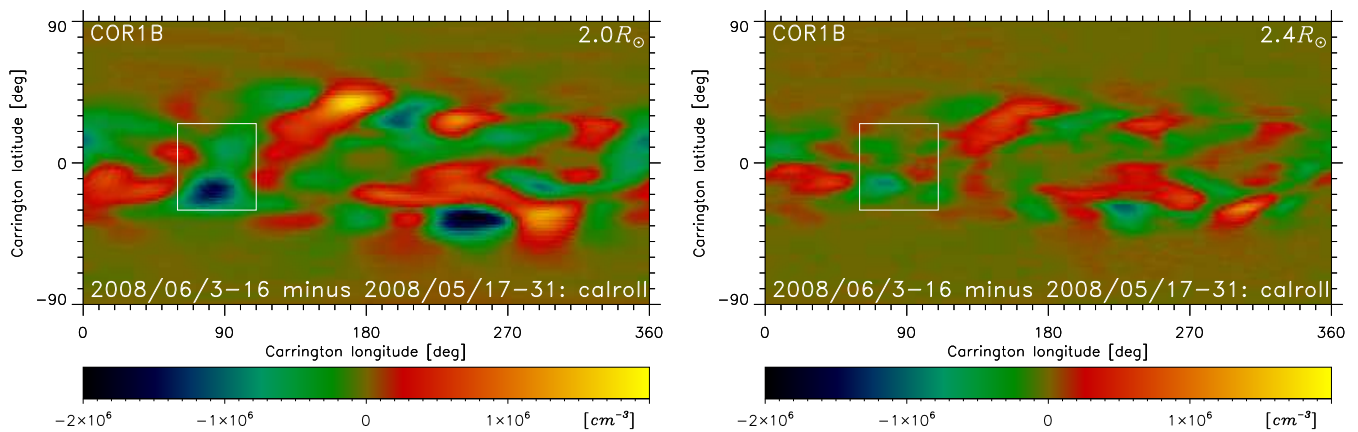 COR1B 2.0R☉
90
0
−90
Carrington latitude [deg]
2008/06/3−16 minus 2008/05/17−31: calroll
0 90 180 270 360
Carrington longitude [deg]
−2×10⁶ −1×10⁶ 0 1×10⁶ [cm⁻³]
COR1B 2.4R☉
90
0
−90
Carrington latitude [deg]
2008/06/3−16 minus 2008/05/17−31: calroll
0 90 180 270 360
Carrington longitude [deg]
−2×10⁶ −1×10⁶ 0 1×10⁶ [cm⁻³]